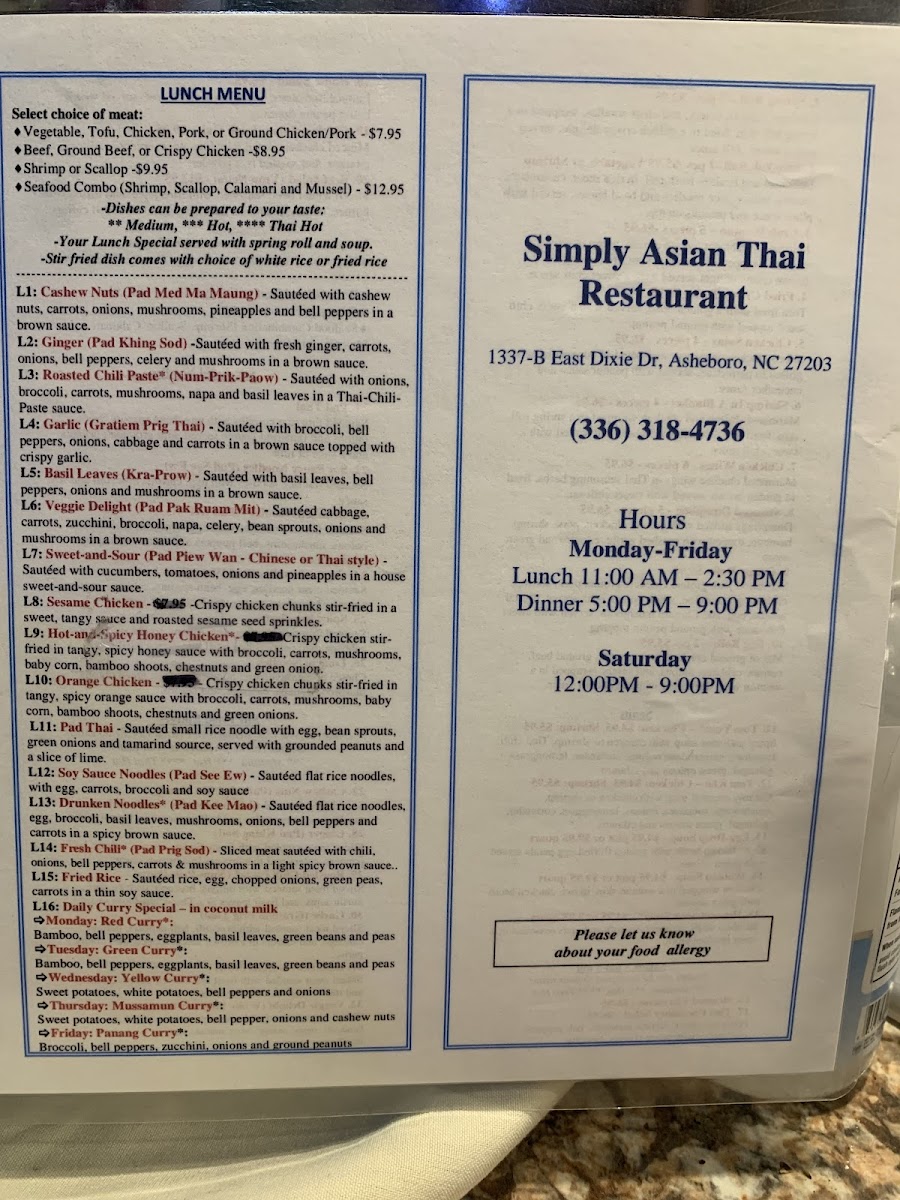 LUNCH MENU
Select choice of meat:
♦Vegetable, Tofu, Chicken, Pork, or Ground Chicken/Pork - $7.95
♦Beef, Ground Beef, or Crispy Chicken -$8.95
♦Shrimp or Scallop -$9.95
♦Seafood Combo (Shrimp, Scallop, Calamari and Mussel) - $12.95
-Dishes can be prepared to your taste;
** Medium, *** Hot, **** Thai Hot
-Your Lunch Special served with spring roll and soup.
-Stir fried dish comes with choice of white rice or fried rice
L1: Cashew Nuts (Pad Med Ma Maung) - Sautéed with cashew
nuts, carrots, onions, mushrooms, pineapples and bell peppers in a
brown sauce.
L2: Ginger (Pad Khing Sod) -Sautéed with fresh ginger, carrots,
onions, bell peppers, celery and mushrooms in a brown sauce.
L3: Roasted Chili Paste* (Num-Prik-Paow) - Sautéed with onions,
broccoli, carrots, mushrooms, napa and basil leaves in a Thai-Chili-
Paste sauce.
L4: Garlic (Gratiem Prig Thai) - Sautéed with broccoli, bell
peppers, onions, cabbage and carrots in a brown sauce topped with
crispy garlic.
L5: Basil Leaves (Kra-Prow) - Sautéed with basil leaves, bell
peppers, onions and mushrooms in a brown sauce.
L6: Veggie Delight (Pad Pak Ruam Mit) - Sautéed cabbage,
carrots, zucchini, broccoli, napa, celery, bean sprouts, onions and
mushrooms in a brown sauce.
L7: Sweet-and-Sour (Pad Piew Wan - Chinese or Thai style) -
Sautéed with cucumbers, tomatoes, onions and pineapples in a house
sweet-and-sour sauce.
L8: Sesame Chicken - $7.95 -Crispy chicken chunks stir-fried in a
sweet, tangy sauce and roasted sesame seed sprinkles.
L9: Hot-and-Spicy Honey Chicken*- Crispy chicken stir-
fried in tangy, spicy honey sauce with broccoli, carrots, mushrooms,
baby corn, bamboo shoots, chestnuts and green onion.
L10: Orange Chicken - - Crispy chicken chunks stir-fried in
tangy, spicy orange sauce with broccoli, carrots, mushrooms, baby
corn, bamboo shoots, chestnuts and green onions.
L11: Pad Thai - Sautéed small rice noodle with egg, bean sprouts,
green onions and tamarind source, served with grounded peanuts and
a slice of lime.
L12: Soy Sauce Noodles (Pad See Ew) - Sautéed flat rice noodles,
with egg, carrots, broccoli and soy sauce
L13: Drunken Noodles* (Pad Kee Mao) - Sautéed flat rice noodles,
egg, broccoli, basil leaves, mushrooms, onions, bell peppers and
carrots in a spicy brown sauce.
L14: Fresh Chili* (Pad Prig Sod) - Sliced meat sautéed with chili,
onions, bell peppers, carrots & mushrooms in a light spicy brown sauce..
L15: Fried Rice - Sautéed rice, egg, chopped onions, green peas,
carrots in a thin soy sauce.
L16: Daily Curry Special – in coconut milk
⇨Monday: Red Curry*:
Bamboo, bell peppers, eggplants, basil leaves, green beans and peas
⇨Tuesday: Green Curry*:
Bamboo, bell peppers, eggplants, basil leaves, green beans and peas
⇨Wednesday: Yellow Curry*:
Sweet potatoes, white potatoes, bell peppers and onions
⇨Thursday: Mussamun Curry*:
Sweet potatoes, white potatoes, bell pepper, onions and cashew nuts
⇨Friday: Panang Curry*:
Broccoli, bell peppers, zucchini, onions and ground peanuts
Simply Asian Thai
Restaurant
1337-B East Dixie Dr, Asheboro, NC 27203
(336) 318-4736
Hours
Monday-Friday
Lunch 11:00 AM – 2:30 PM
Dinner 5:00 PM – 9:00 PM
Saturday
12:00PM - 9:00PM
Please let us know
about your food allergy